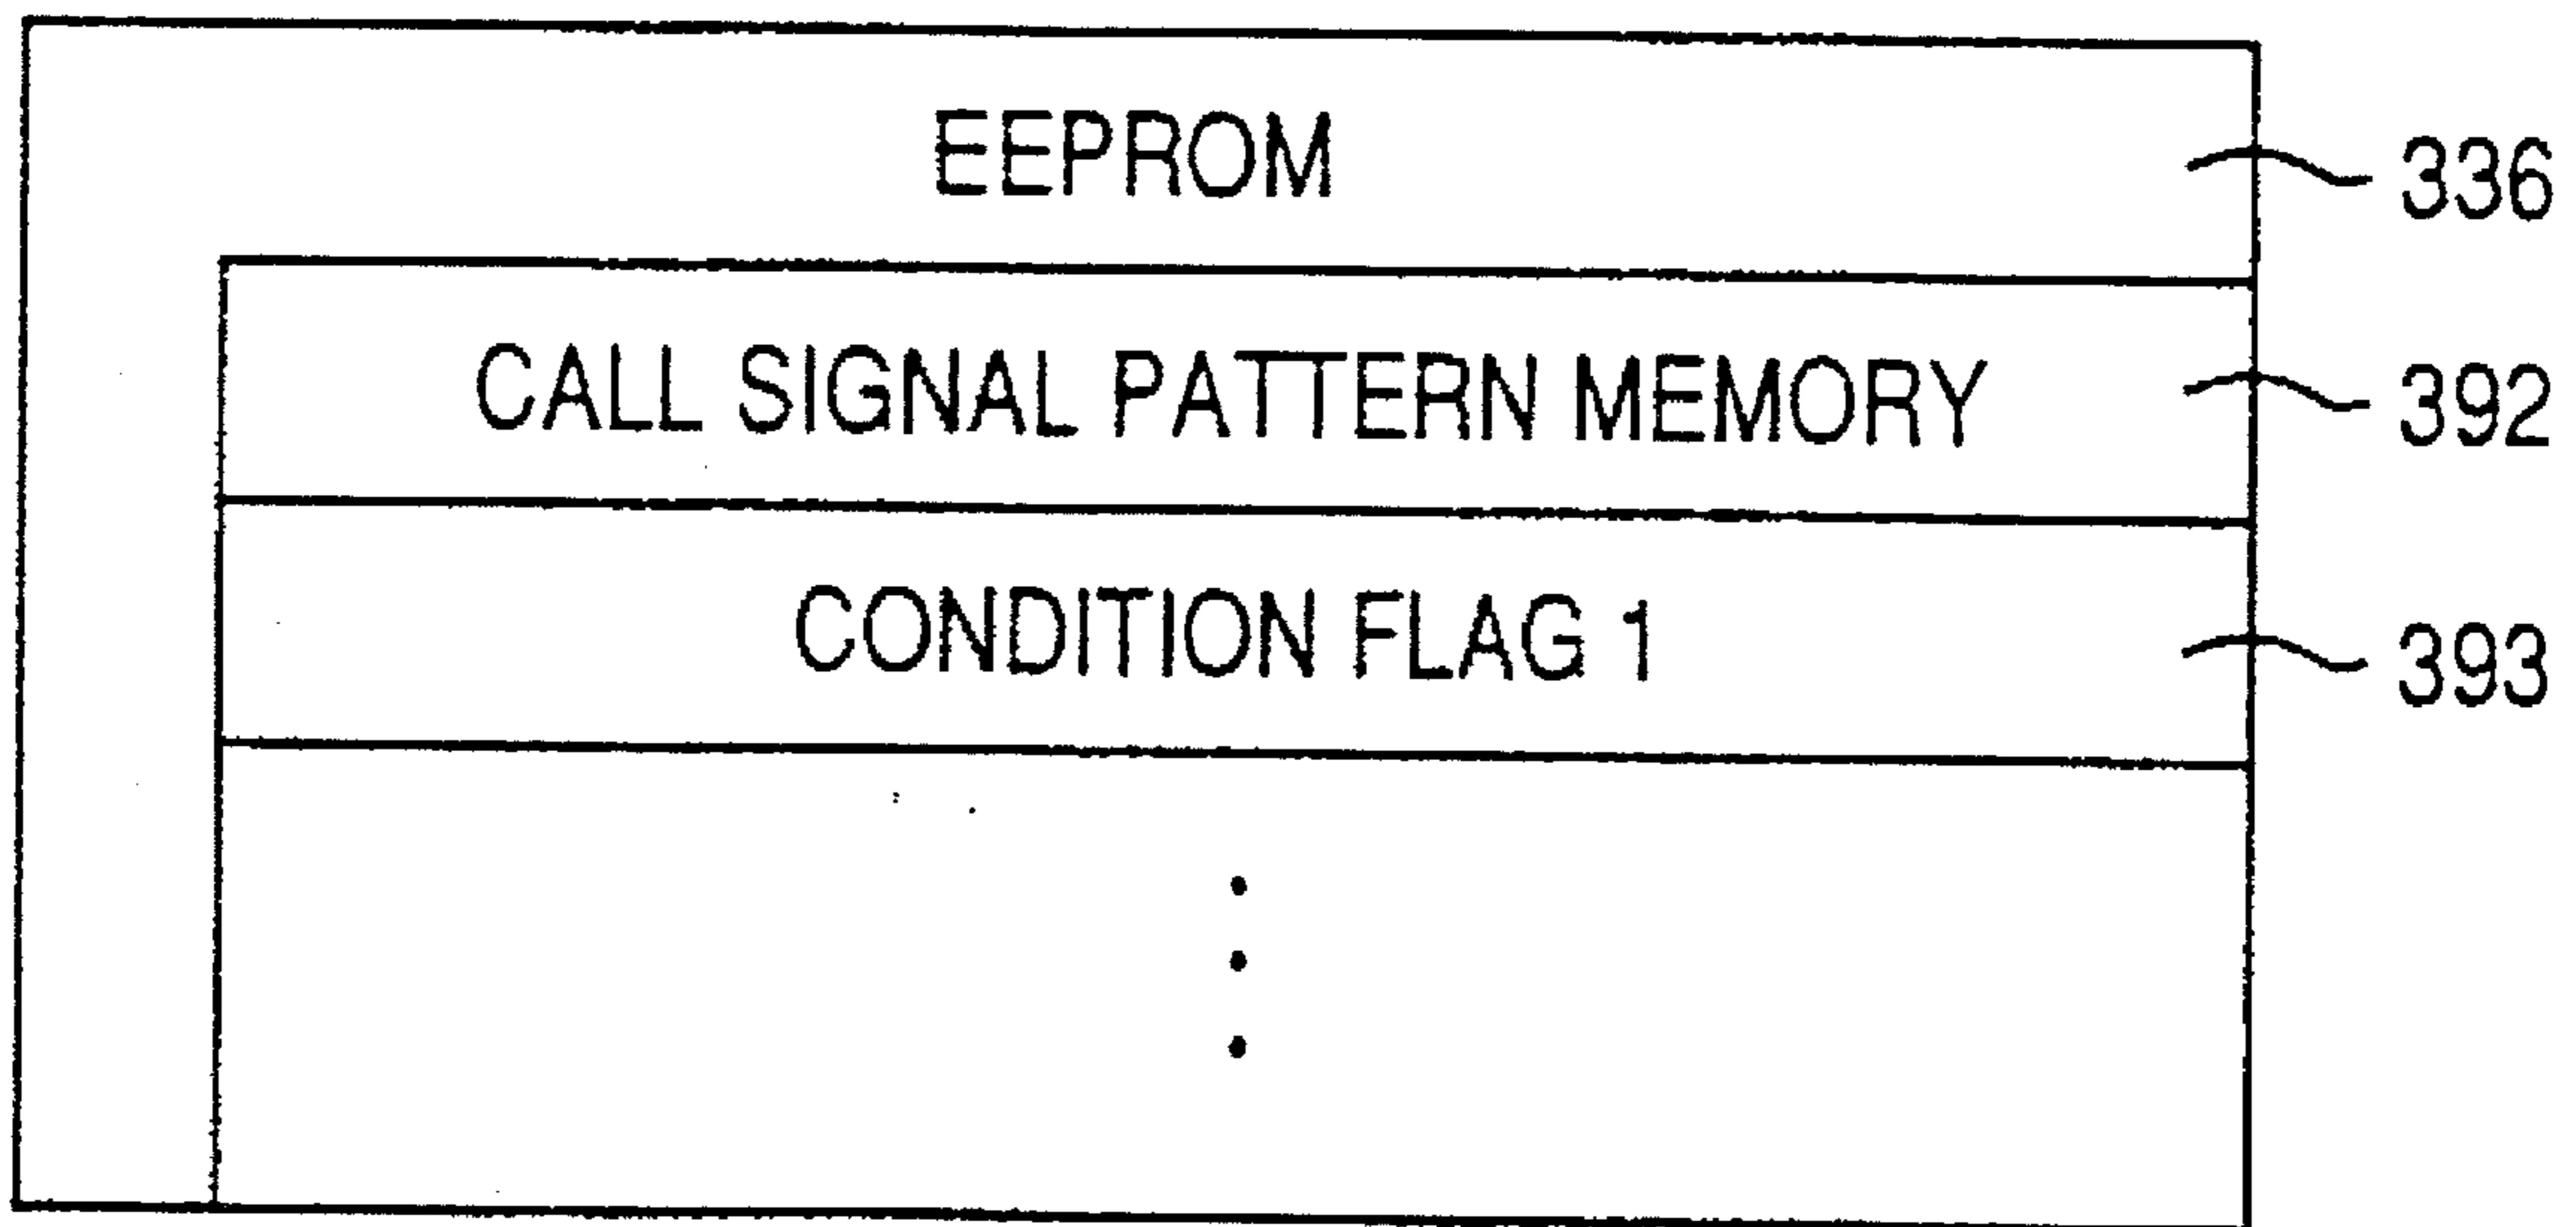 EEPROM 336
CALL SIGNAL PATTERN MEMORY 392
CONDITION FLAG 1 393